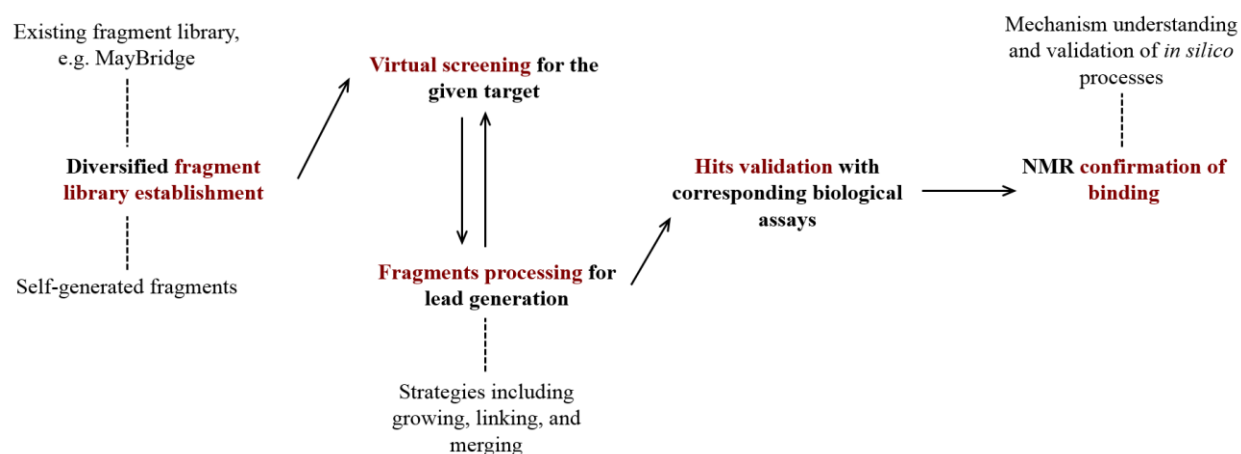 Existing fragment library,
e.g. MayBridge
Diversified fragment
library establishment
Self-generated fragments
Virtual screening for the
given target
Fragments processing for
lead generation
Strategies including
growing, linking, and
merging
Hits validation with
corresponding biological
assays
Mechanism understanding
and validation of in silico
processes
NMR confirmation of
binding